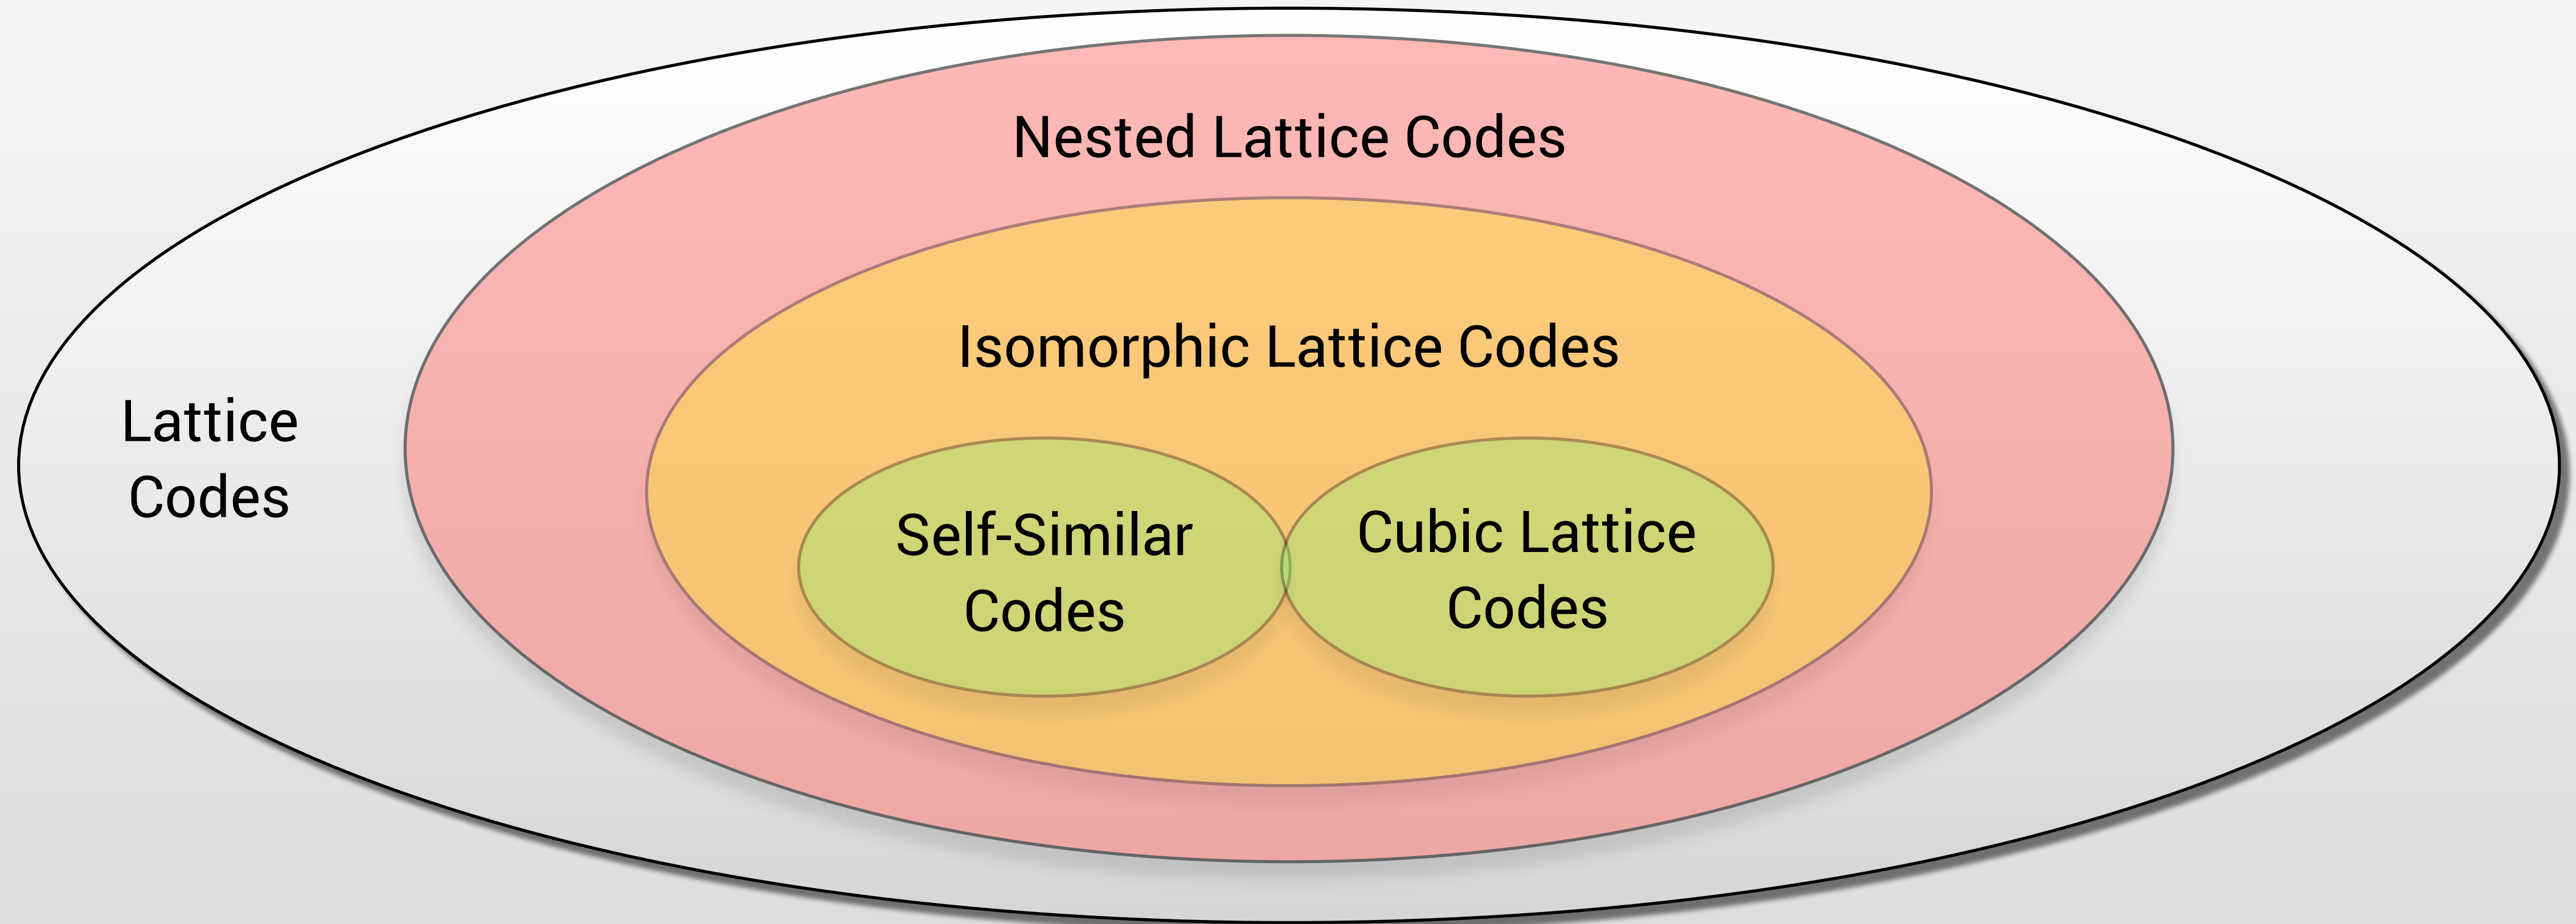 Nested Lattice Codes
Isomorphic Lattice Codes
Lattice
Codes
Self-Similar
Codes
Cubic Lattice
Codes